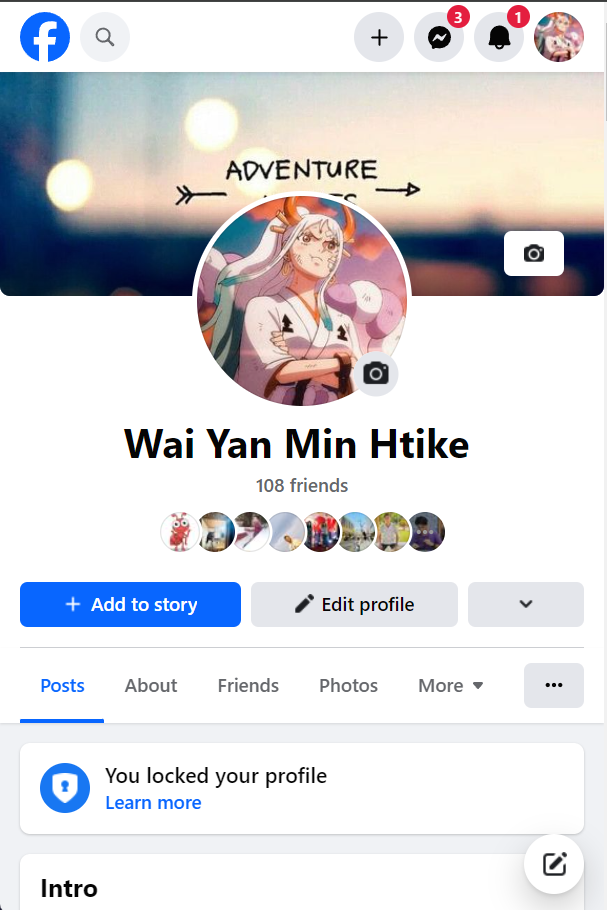 3
1
ADVENTURE
Wai Yan Min Htike
108 friends
+ Add to story
Edit profile
Posts
About
Friends
Photos
More
You locked your profile
Learn more
Intro